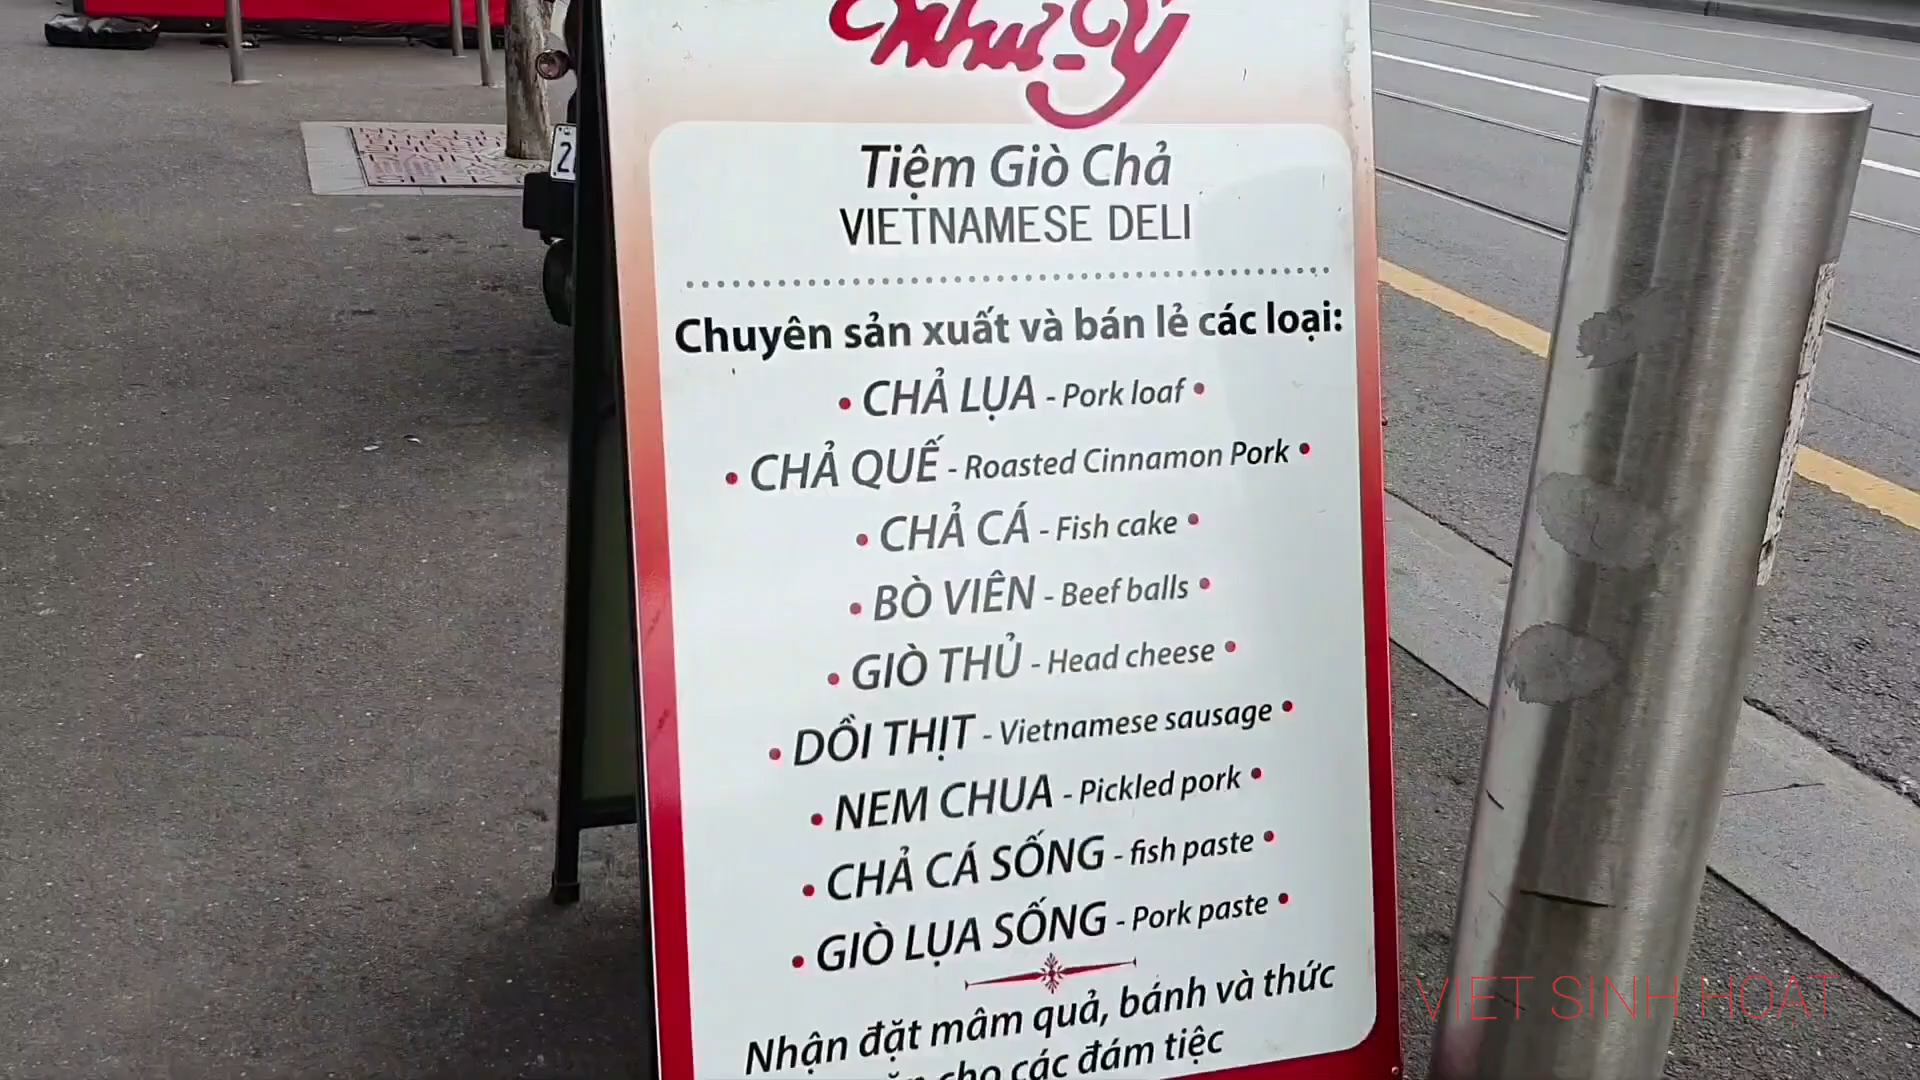 Như-Ý
Tiệm Giò Chả
VIETNAMESE DELI
Chuyên sản xuất và bán lẻ các loại:
• CHẢ LỤA - Pork loaf •
• CHẢ QUẾ - Roasted Cinnamon Pork •
• CHẢ CÁ - Fish cake •
• BÒ VIÊN - Beef balls •
• GIÒ THỦ - Head cheese •
• DỒI THỊT - Vietnamese sausage •
• NEM CHUA - Pickled pork •
• CHẢ CÁ SỐNG - fish paste •
• GIÒ LỤA SỐNG - Pork paste •
Nhận đặt mâm quả, bánh và thức
cho các đám tiệc
VIET SINH HOAT